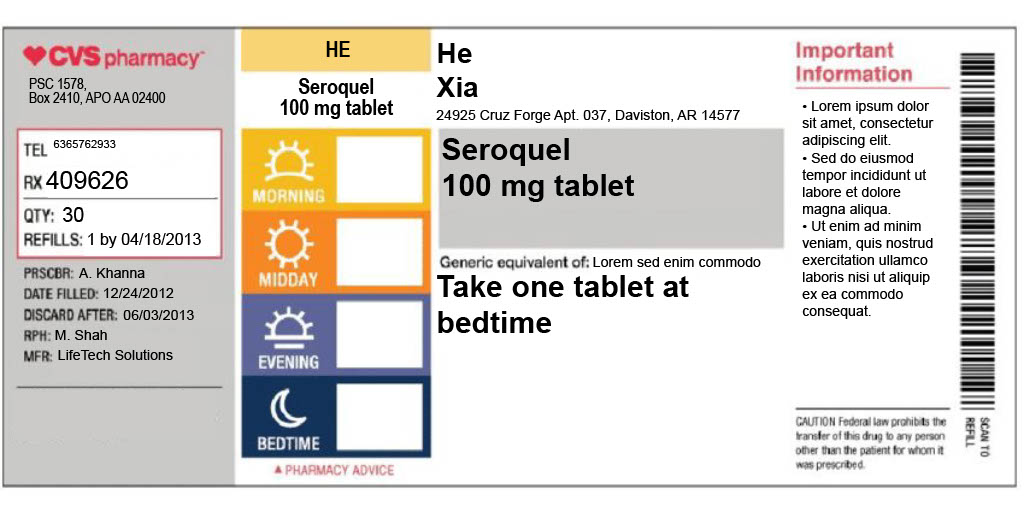 CVS pharmacy
PSC 1578,
Box 2410, APO AA 02400
TEL 6365762933
RX 409626
QTY: 30
REFILLS: 1 by 04/18/2013
PRSCBR: A. Khanna
DATE FILLED: 12/24/2012
DISCARD AFTER: 06/03/2013
RPH: M. Shah
MFR: LifeTech Solutions
HE
Seroquel
100 mg tablet
MORNING
MIDDAY
EVENING
BEDTIME
▲ PHARMACY ADVICE
He
Xia
24925 Cruz Forge Apt. 037, Daviston, AR 14577
Seroquel
100 mg tablet
Generic equivalent of: Lorem sed enim commodo
Take one tablet at
bedtime
Important
Information
• Lorem ipsum dolor
sit amet, consectetur
adipiscing elit.
• Sed do eiusmod
tempor incididunt ut
labore et dolore
magna aliqua.
• Ut enim ad minim
veniam, quis nostrud
exercitation ullamco
laboris nisi ut aliquip
ex ea commodo
consequat.
CAUTION Federal law prohibits the
transfer of this drug to any person
other than the patient for whom it
was prescribed.
SCAN TO
REFILL